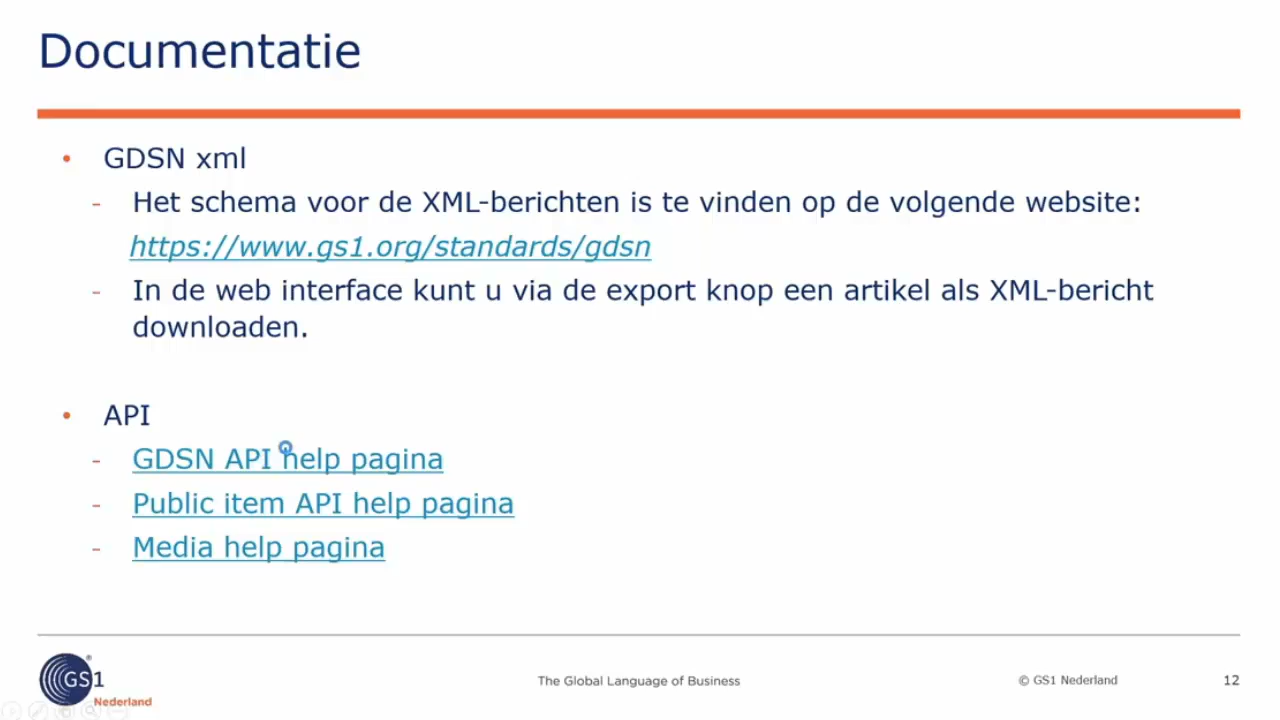 Documentatie
• GDSN xml
- Het schema voor de XML-berichten is te vinden op de volgende website:
https://www.gs1.org/standards/gdsn
- In de web interface kunt u via de export knop een artikel als XML-bericht
downloaden.
• API
- GDSN API help pagina
- Public item API help pagina
- Media help pagina
GS1®
Nederland
The Global Language of Business
© GS1 Nederland
12